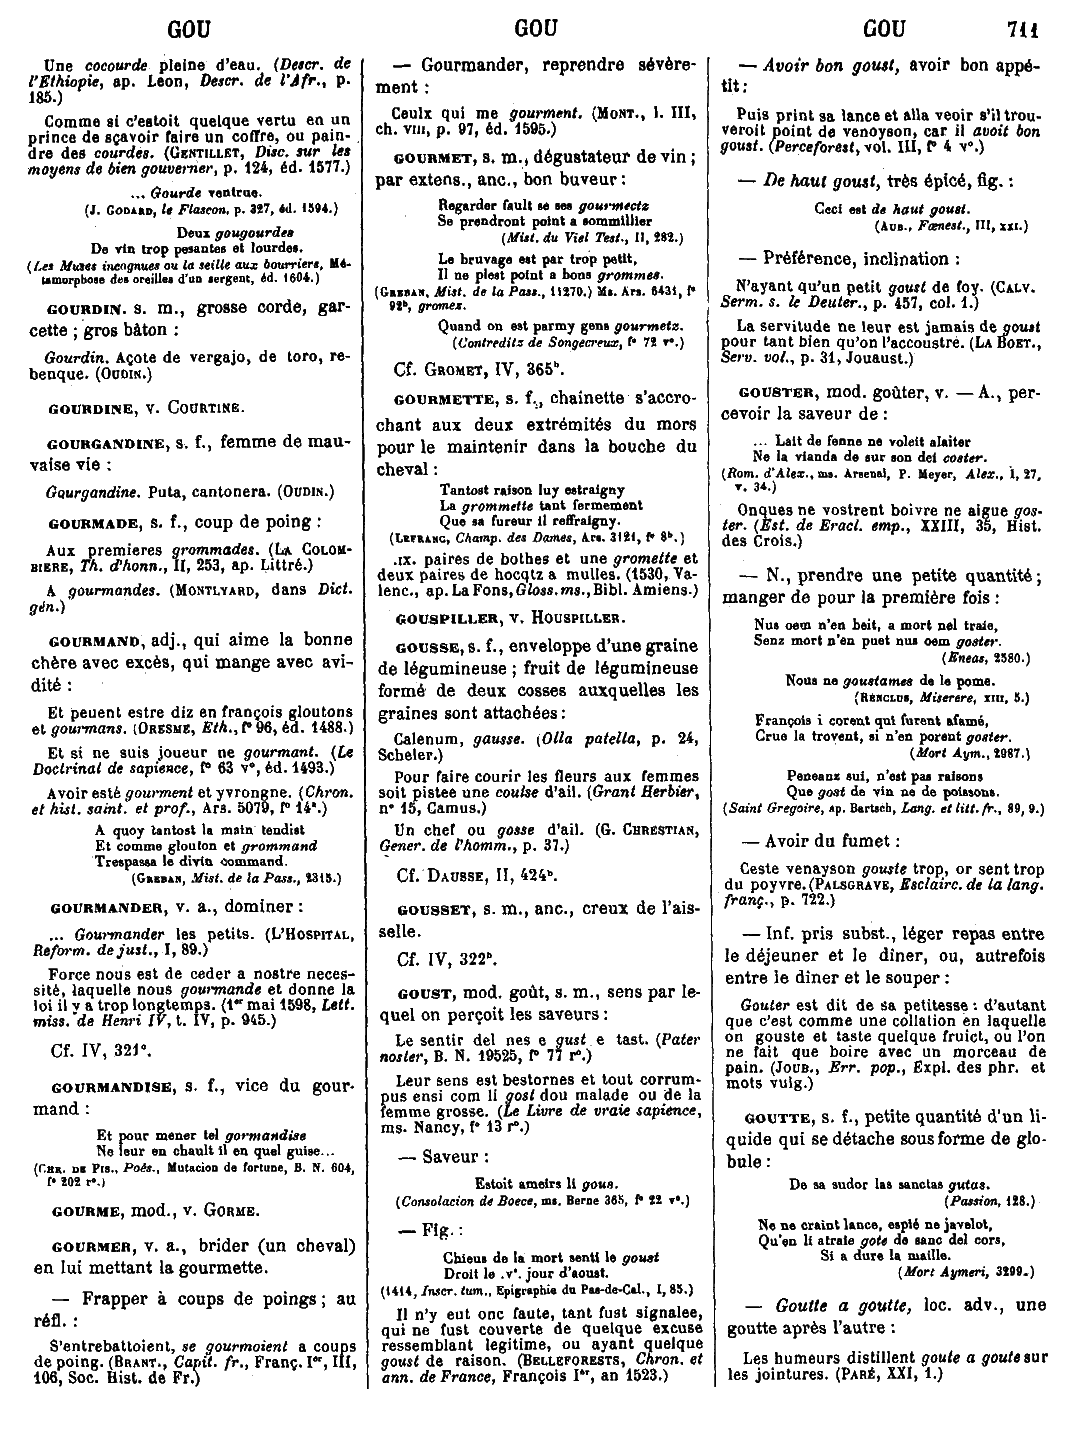 GOU
GOU
GOU 711
Une cocourde pleine d'eau. (Descr. de
l'Ethiopie, ap. Leon, Descr. de l'Afr., p.
185.)
Comme si c'estoit quelque vertu en un
prince de sçavoir faire un coffre, ou pain-
dre des courdes. (GENTILLET, Disc. sur les
moyens de bien gouverner, p. 124, éd. 1577.)
... Gourde ventrue.
(J. GODARD, le Flascon, p. 327, éd. 1594.)
Deux gougourdes
De vin trop pesantes et lourdes.
(Les Muses incognues ou la seille aux bourriers, Mé-
tamorphose des oreilles d'un sergent, éd. 1604.)
GOURDIN. s. m., grosse corde, gar-
cette ; gros bâton :
Gourdin. Açote de vergajo, de toro, re-
benque. (OUDIN.)
GOURDINE, v. COURTINE.
GOURGANDINE, s. f., femme de mau-
vaise vie :
Gourgandine. Puta, cantonera. (OUDIN.)
GOURMADE, s. f., coup de poing :
Aux premieres grommades. (LA COLOM-
BIERE, Th. d'honn., II, 253, ap. Littré.)
A gourmandes. (MONTLYARD, dans Dict.
gén.)
GOURMAND, adj., qui aime la bonne
chère avec excès, qui mange avec avi-
dité :
Et peuent estre diz en françois gloutons
et gourmans. (ORESME, Eth., f° 96, éd. 1488.)
Et si ne suis joueur ne gourmant. (Le
Doctrinal de sapience, f° 63 v°, éd. 1493.)
Avoir esté gourment et yvrongne. (Chron.
et hist. saint. et prof., Ars. 5079, f° 14ª.)
A quoy tantost la main tendist
Et comme glouton et grommand
Trespassa le divin command.
(GREBAN, Mist. de la Pass., 2315.)
GOURMANDER, v. a., dominer :
... Gourmander les petits. (L'HOSPITAL,
Reform. de just., I, 89.)
Force nous est de ceder a nostre neces-
sité, laquelle nous gourmande et donne la
loi il y a trop longtemps. (1er mai 1598, Lett.
miss. de Henri IV, t. IV, p. 945.)
Cf. IV, 321c.
GOURMANDISE, s. f., vice du gour-
mand :
Et pour mener tel gormandise
Ne leur en chault il en quel guise...
(CHR. DE PIS., Poés., Mutacion de fortune, B. N. 604,
f° 202 r°.)
GOURME, mod., v. GORME.
GOURMER, v. a., brider (un cheval)
en lui mettant la gourmette.
— Frapper à coups de poings ; au
réfl. :
S'entrebattoient, se gourmoient a coups
de poing. (BRANT., Capit. fr., Franç. Ier, III,
106, Soc. Hist. de Fr.)
— Gourmander, reprendre sévère-
ment :
Ceulx qui me gourment. (MONT., l. III,
ch. VIII, p. 97, éd. 1595.)
GOURMET, s. m., dégustateur de vin ;
par extens., anc., bon buveur :
Regarder fault se ses gourmectz
Se prendront point a sommillier
(Mist. du Viel Test., II, 282.)
Le bruvage est par trop petit,
Il ne plest point a bons grommes.
(GREBAN, Mist. de la Pass., 11270.) Ms. Ars. 6431, f°
92b, gromex.
Quand on est parmy gens gourmetz.
(Contreditz de Songecreux, f° 72 v°.)
Cf. GROMET, IV, 365b.
GOURMETTE, s. f., chainette s'accro-
chant aux deux extrémités du mors
pour le maintenir dans la bouche du
cheval :
Tantost raison luy estraigny
La grommette tant fermement
Que sa fureur il reffraigny.
(LEFRANC, Champ. des Dames, Ars. 3121, f° 8b.)
.IX. paires de bothes et une gromette et
deux paires de hocqtz a mulles. (1530, Va-
lenc., ap. La Fons, Gloss. ms., Bibl. Amiens.)
GOUSPILLER, v. HOUSPILLER.
GOUSSE, s. f., enveloppe d'une graine
de légumineuse ; fruit de légumineuse
formé de deux cosses auxquelles les
graines sont attachées :
Calenum, gausse. (Olla patella, p. 24,
Scheler.)
Pour faire courir les fleurs aux femmes
soit pistee une coulse d'ail. (Grant Herbier,
n° 15, Camus.)
Un chef ou gosse d'ail. (G. CHRESTIAN,
Gener. de l'homm., p. 37.)
Cf. DAUSSE, II, 424b.
GOUSSET, s. m., anc., creux de l'ais-
selle.
Cf. IV, 322b.
GOUST, mod. goût, s. m., sens par le-
quel on perçoit les saveurs :
Le sentir del nes e gust e tast. (Pater
noster, B. N. 19525, f° 77 r°.)
Leur sens est bestornes et tout corrum-
pus ensi com li gost dou malade ou de la
femme grosse. (Le Livre de vraie sapience,
ms. Nancy, f° 13 r°.)
— Saveur :
Estoit ameirs li gous.
(Consolacion de Boece, ms. Berne 365, f° 22 v°.)
— Fig. :
Chieus de la mort senti le goust
Droit le .v°. jour d'aoust.
(1414, Inscr. tum., Epigraphie du Pas-de-Cal., I, 85.)
Il n'y eut onc faute, tant fust signalee,
qui ne fust couverte de quelque excuse
ressemblant legitime, ou ayant quelque
goust de raison. (BELLEFORESTS, Chron. et
ann. de France, François Ier, an 1523.)
— Avoir bon goust, avoir bon appé-
tit :
Puis print sa lance et alla veoir s'il trou-
veroit point de venoyson, car il avoit bon
goust. (Perceforest, vol. III, f° 4 v°.)
— De haut goust, très épicé, fig. :
Ceci est de haut goust.
(AUB., Fœnest., III, XXI.)
— Préférence, inclination :
N'ayant qu'un petit goust de foy. (CALV.
Serm. s. le Deuter., p. 457, col. 1.)
La servitude ne leur est jamais de goust
pour tant bien qu'on l'accoustré. (LA BOET.,
Serv. vol., p. 31, Jouaust.)
GOUSTER, mod. goûter, v. — A., per-
cevoir la saveur de :
... Lait de fenne ne voleit alaiter
Ne la vianda de sur son dei coster.
(Rom. d'Alex., ms. Arsenal, P. Meyer, Alex., I, 27,
v. 34.)
Onques ne vostrent boivre ne aigue gos-
ter. (Est. de Eracl. emp., XXIII, 35, Hist.
des Crois.)
— N., prendre une petite quantité ;
manger de pour la première fois :
Nus oem n'en beit, a mort nel traie,
Senz mort n'en puet nus oem goster.
(Eneas, 2580.)
Nous ne goustames de le pome.
(RENCLUS, Miserere, XIII, 5.)
François i corent qui furent afamé,
Crue la trovent, si n'en porent goster.
(Mort Aym., 2987.)
Peneanz sui, n'est pas raisons
Que gost de vin ne de poissons.
(Saint Gregoire, ap. Bartsch, Lang. et litt. fr., 89, 9.)
— Avoir du fumet :
Ceste venayson gouste trop, or sent trop
du poyvre. (PALSGRAVE, Esclairc. de la lang.
franç., p. 722.)
— Inf. pris subst., léger repas entre
le déjeuner et le dîner, ou, autrefois
entre le diner et le souper :
Gouter est dit de sa petitesse : d'autant
que c'est comme une collation en laquelle
on gouste et taste quelque fruict, ou l'on
ne fait que boire avec un morceau de
pain. (JOUB., Err. pop., Expl. des phr. et
mots vulg.)
GOUTTE, s. f., petite quantité d'un li-
quide qui se détache sous forme de glo-
bule :
De sa sudor las sanctas gutas.
(Passion, 128.)
Ne ne craint lance, espié ne javelot,
Qu'en li atraie gote de sanc del cors,
Si a dure la maille.
(Mort Aymeri, 3299.)
— Goutte a goutte, loc. adv., une
goutte après l'autre :
Les humeurs distillent goute a goute sur
les jointures. (PARÉ, XXI, 1.)